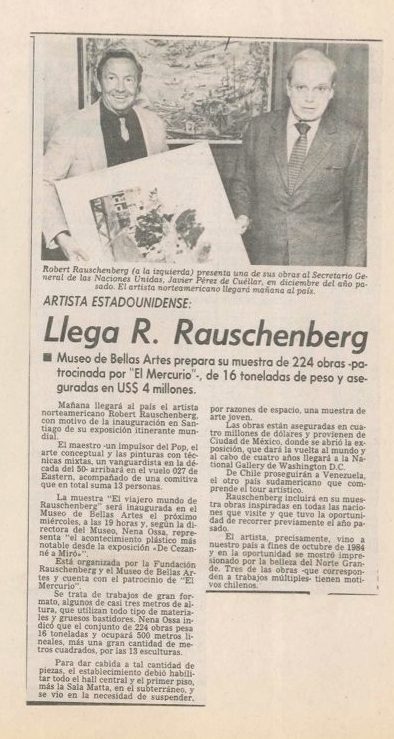 Robert Rauschenberg (a la izquierda) presenta una de sus obras al Secretario Ge-
neral de las Naciones Unidas, Javier Pérez de Cuéllar, en diciembre del año pa-
sado. El artista norteamericano llegará mañana al país.
ARTISTA ESTADOUNIDENSE:
Llega R. Rauschenberg
■ Museo de Bellas Artes prepara su muestra de 224 obras -pa-
trocinada por "El Mercurio"-, de 16 toneladas de peso y ase-
guradas en US$ 4 millones.
Mañana llegará al país el artista
norteamericano Robert Rauschenberg,
con motivo de la inauguración en San-
tiago de su exposición itinerante mun-
dial.
El maestro -un impulsor del Pop, el
arte conceptual y las pinturas con téc-
nicas mixtas, un vanguardista en la dé-
cada del 50- arribará en el vuelo 027 de
Eastern, acompañado de una comitiva
que en total suma 13 personas.
La muestra "El viajero mundo de
Rauschenberg" será inaugurada en el
Museo de Bellas Artes el próximo
miércoles, a las 19 horas y, según la di-
rectora del Museo, Nena Ossa, repre-
senta "el acontecimiento plástico más
notable desde la exposición «De Cezan-
né a Miró»".
Está organizada por la Fundación
Rauschenberg y el Museo de Bellas Ar-
tes y cuenta con el patrocinio de "El
Mercurio".
Se trata de trabajos de gran for-
mato, algunos de casi tres metros de al-
tura, que utilizan todo tipo de materia-
les y gruesos bastidores. Nena Ossa in-
dicó que el conjunto de 224 obras pesa
16 toneladas y ocupará 500 metros li-
neales, más una gran cantidad de me-
tros cuadrados, por las 13 esculturas.
Para dar cabida a tal cantidad de
piezas, el establecimiento debió habili-
tar todo el hall central y el primer piso,
más la Sala Matta, en el subterráneo, y
se vio en la necesidad de suspender,
por razones de espacio, una muestra de
arte joven.
Las obras están aseguradas en cua-
tro millones de dólares y provienen de
Ciudad de México, donde se abrió la ex-
posición, que dará la vuelta al mundo y
al cabo de cuatro años llegará a la Na-
tional Gallery de Washington D.C.
De Chile proseguirán a Venezuela,
el otro país sudamericano que com-
prende el tour artístico.
Rauschenberg incluirá en su mues-
tra obras inspiradas en todas las nacio-
nes que visite y que tuvo la oportuni-
dad de recorrer previamente el año pa-
sado.
El artista, precisamente, vino a
nuestro país a fines de octubre de 1984
y en la oportunidad se mostró impre-
sionado por la belleza del Norte Gran-
de. Tres de las obras -que correspon-
den a trabajos múltiples- tienen moti-
vos chilenos.